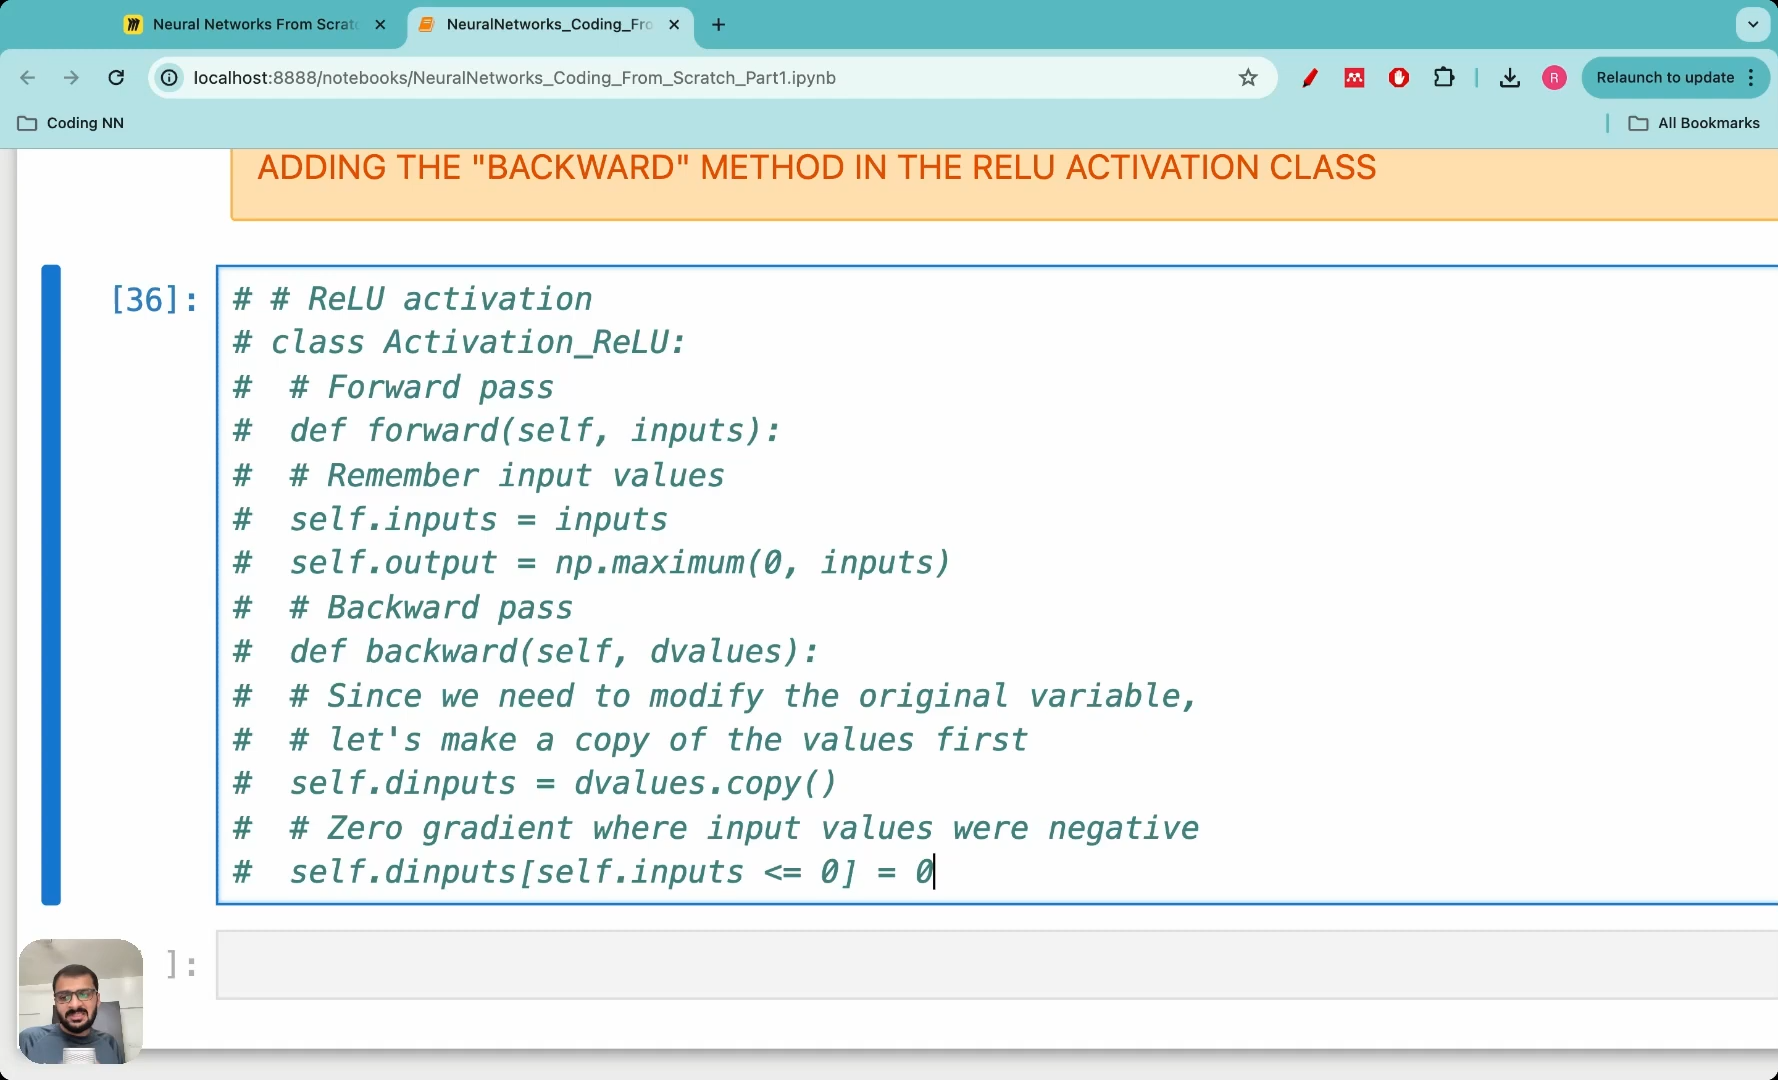 Neural Networks From Scrat
NeuralNetworks_Coding_Fro
localhost:8888/notebooks/NeuralNetworks_Coding_From_Scratch_Part1.ipynb
R
Relaunch to update
Coding NN
All Bookmarks
ADDING THE "BACKWARD" METHOD IN THE RELU ACTIVATION CLASS
[36]:
# # ReLU activation
# class Activation_ReLU:
#  # Forward pass
#  def forward(self, inputs):
#  # Remember input values
#  self.inputs = inputs
#  self.output = np.maximum(0, inputs)
#  # Backward pass
#  def backward(self, dvalues):
#  # Since we need to modify the original variable,
#  # let's make a copy of the values first
#  self.dinputs = dvalues.copy()
#  # Zero gradient where input values were negative
#  self.dinputs[self.inputs <= 0] = 0
]: